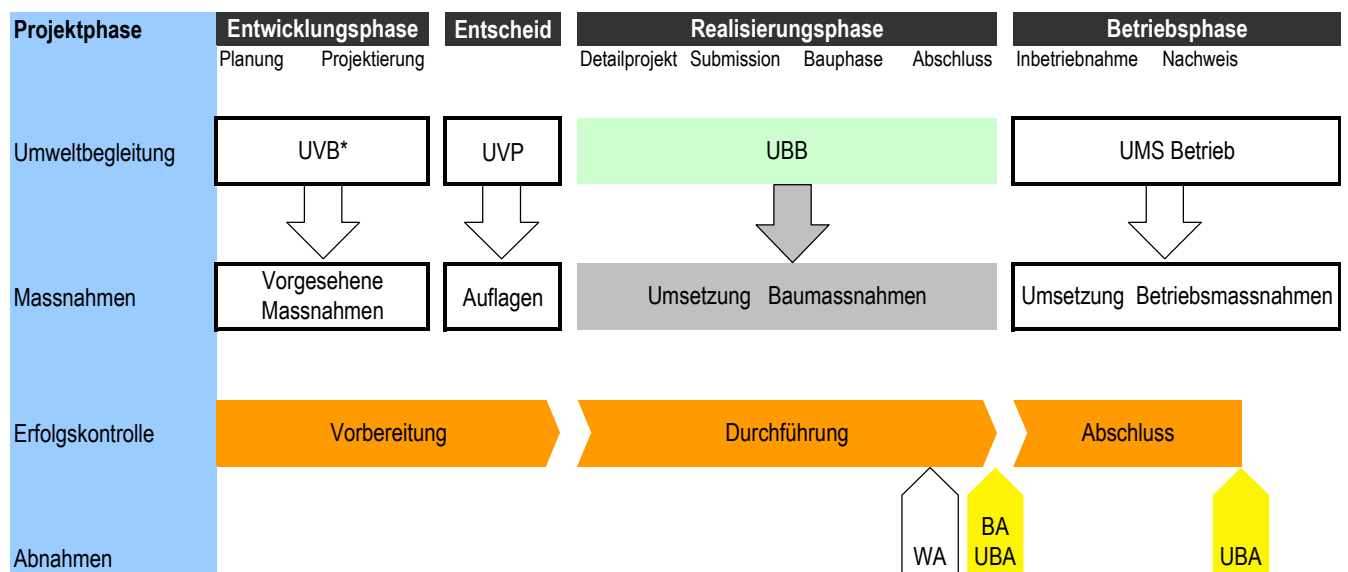 Projektphase Entwicklungsphase Entscheid Realisierungsphase Betriebsphase
Planung Projektierung Detailprojekt Submission Bauphase Abschluss Inbetriebnahme Nachweis
Umweltbegleitung UVB* UVP UBB UMS Betrieb
Massnahmen Vorgesehene Massnahmen Auflagen Umsetzung Baumassnahmen Umsetzung Betriebsmassnahmen
Erfolgskontrolle Vorbereitung Durchführung Abschluss
BA
Abnahmen WA UBA UBA